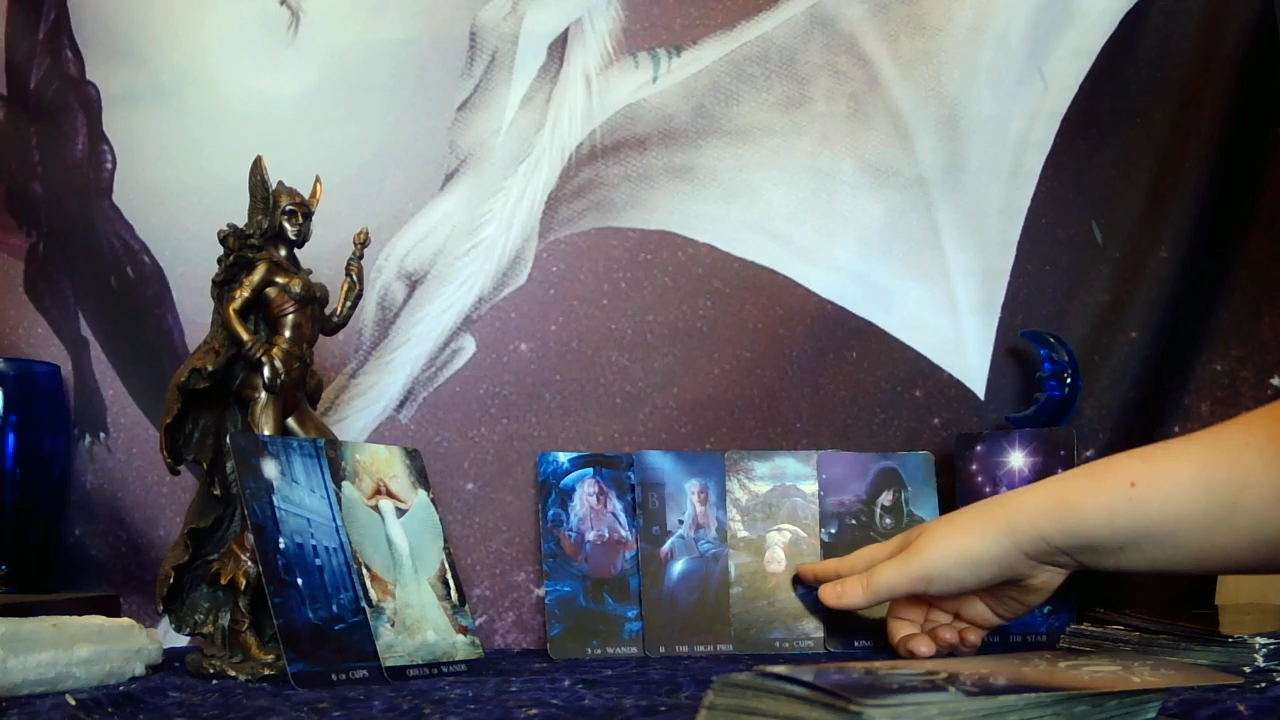 6 OF CUPS
QUEEN OF WANDS
3 OF WANDS
II THE HIGH PRI
4 OF CUPS
KING
XVII THE STAR
B